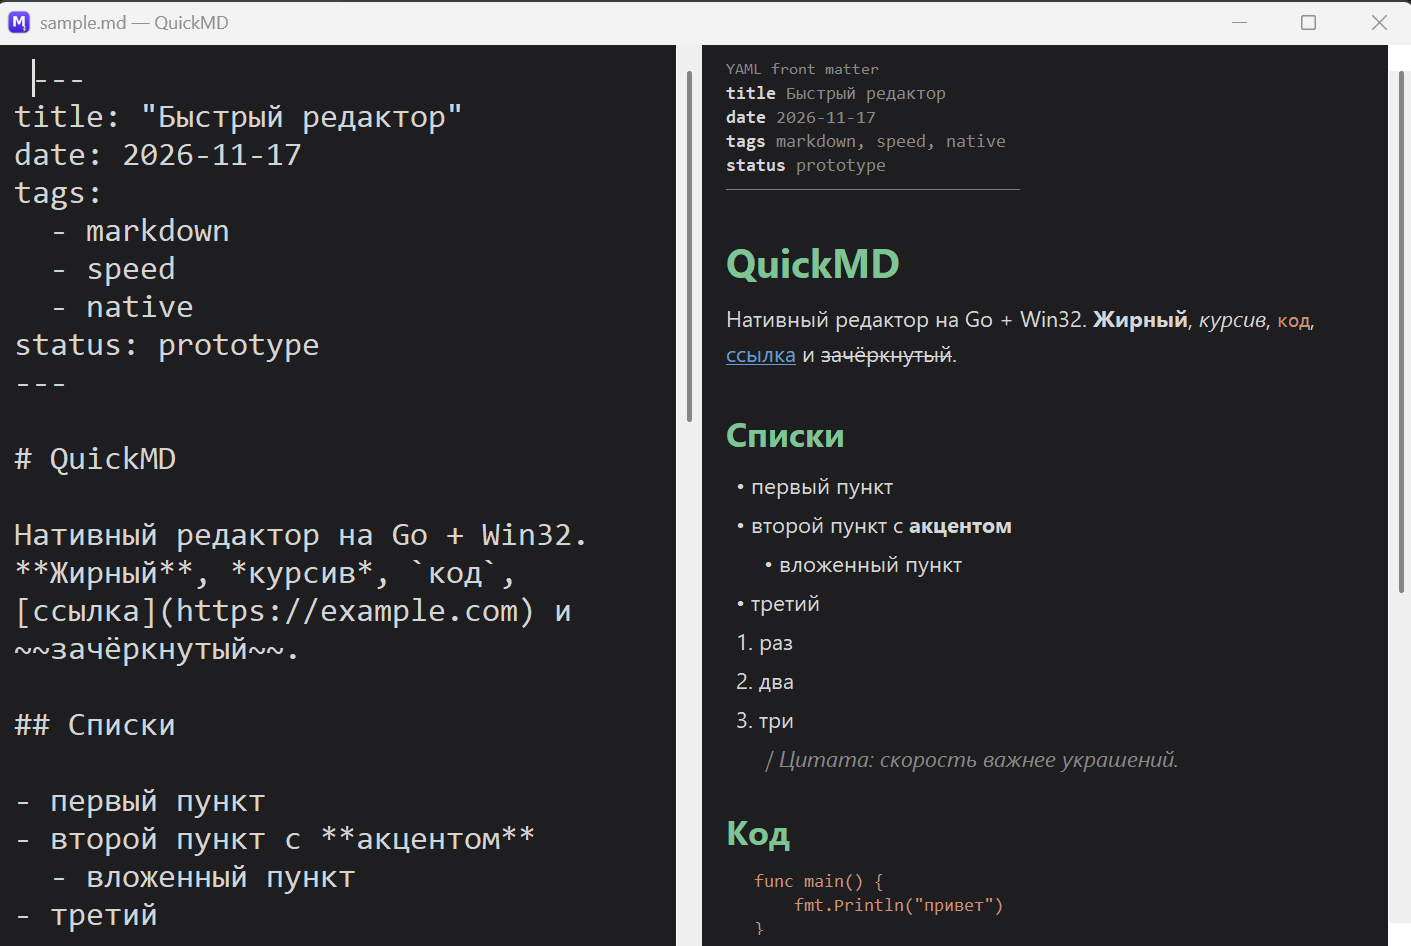 sample.md — QuickMD
---
title: "Быстрый редактор"
date: 2026-11-17
tags:
  - markdown
  - speed
  - native
status: prototype
---
# QuickMD
Нативный редактор на Go + Win32.
**Жирный**, *курсив*, `код`,
[ссылка](https://example.com) и
~~зачёркнутый~~.
## Списки
- первый пункт
- второй пункт с **акцентом**
  - вложенный пункт
- третий
YAML front matter
title Быстрый редактор
date 2026-11-17
tags markdown, speed, native
status prototype
QuickMD
Нативный редактор на Go + Win32. Жирный, курсив, код,
ссылка и зачёркнутый.
Списки
• первый пункт
• второй пункт с акцентом
• вложенный пункт
• третий
1. раз
2. два
3. три
| Цитата: скорость важнее украшений.
Код
func main() {
    fmt.Println("привет")
}